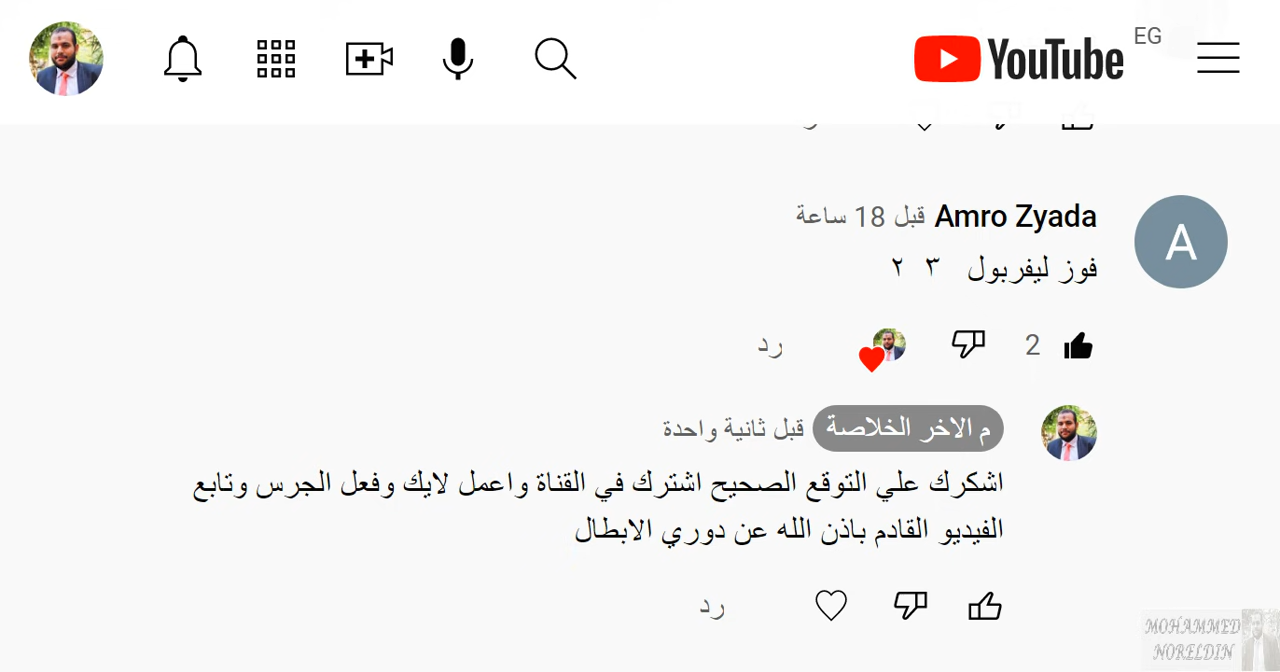 YouTube EG
Amro Zyada قبل 18 ساعة
A
فوز ليفربول ٣ ٢
2 رد
م الاخر الخلاصة قبل ثانية واحدة
اشكرك علي التوقع الصحيح اشترك في القناة واعمل لايك وفعل الجرس وتابع
الفيديو القادم باذن الله عن دوري الابطال
رد
MOHAMMED
NORELDIN